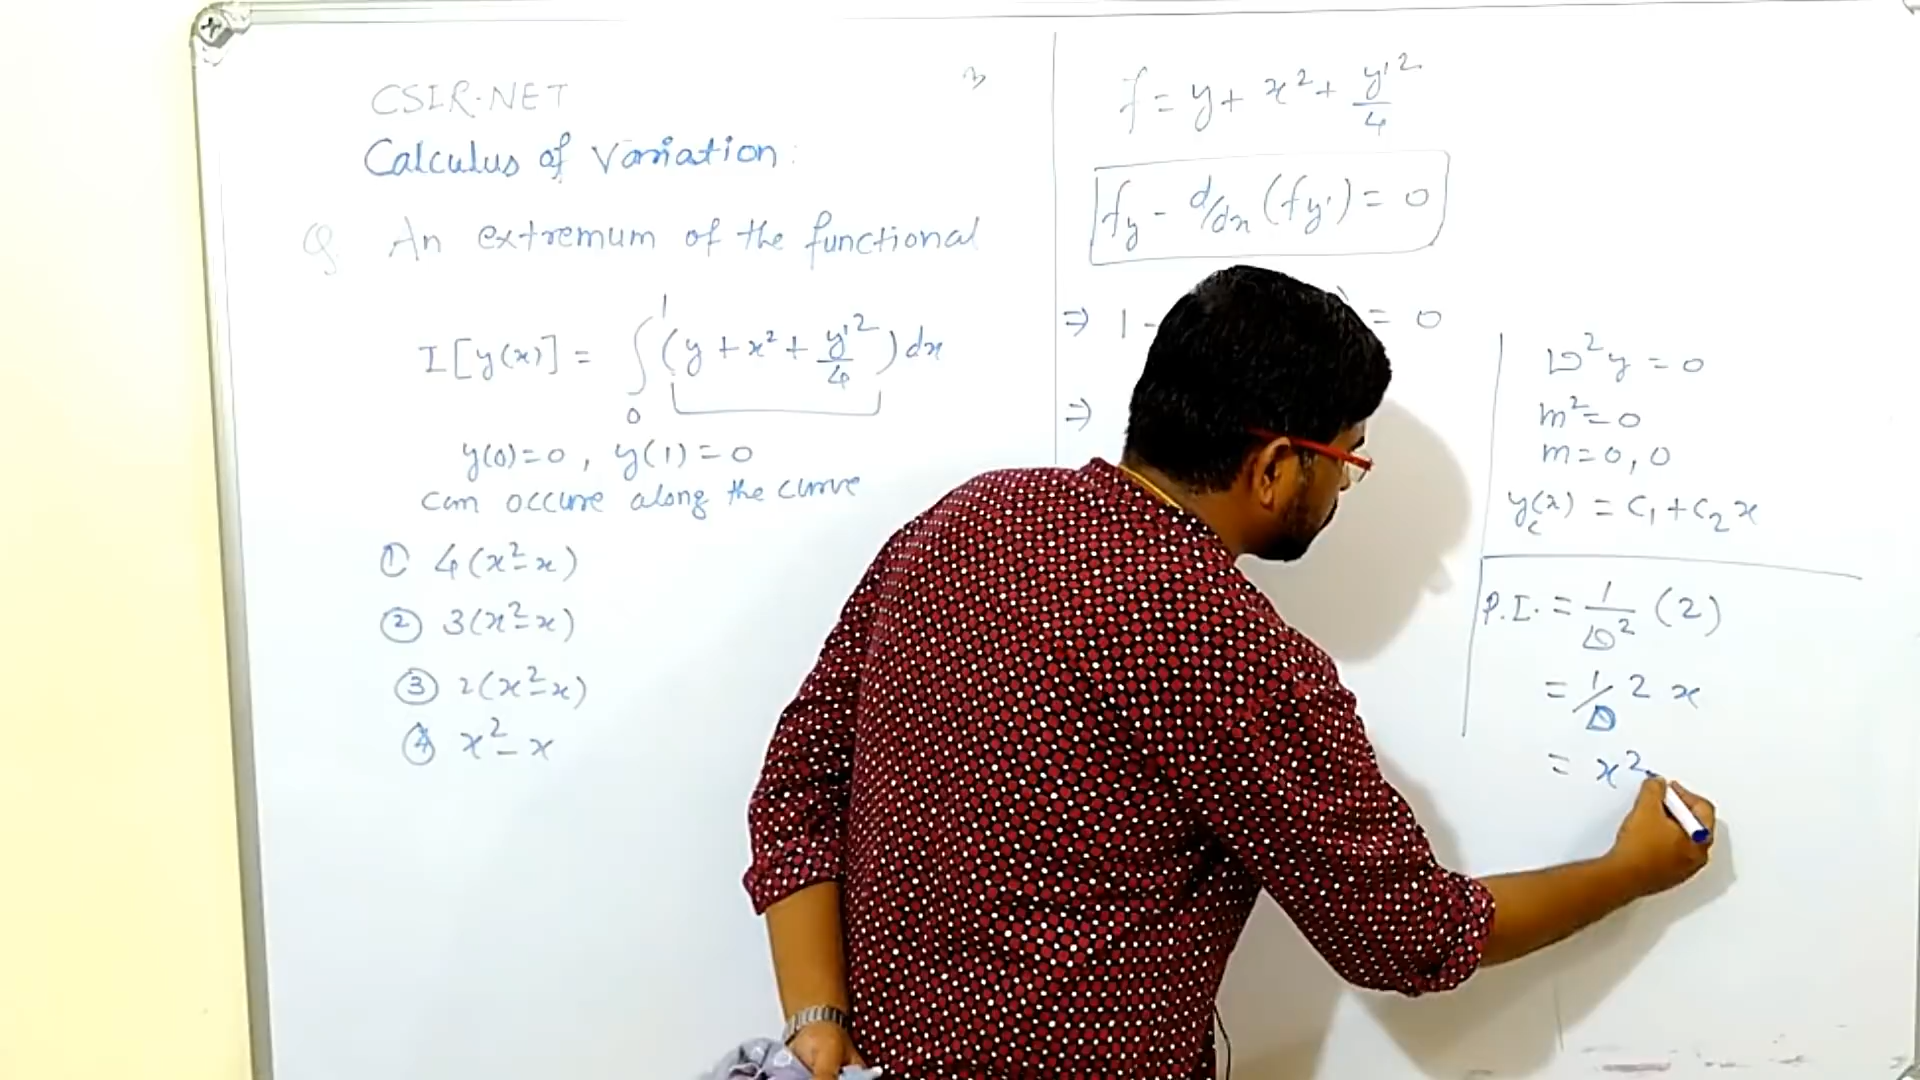 CSIR-NET
Calculus of Variation:
Q An extremum of the functional
I[y(x)] = ∫₀¹ (y + x² + y'²/4) dx
y(0)=0, y(1)=0
can occure along the curve
① 4(x²-x)
② 3(x²-x)
③ 2(x²-x)
④ x²-x
f = y + x² + y'²/4
fy - d/dx (fy') = 0
⇒ 1 - = 0
⇒
D²y = 0
m² = 0
m = 0, 0
yc(x) = C₁ + C₂x
P.I. = 1/D² (2)
= 1/D 2x
= x²